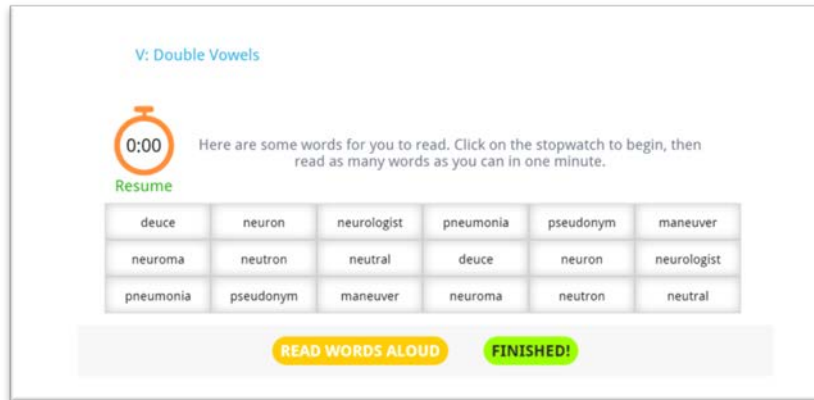 V: Double Vowels
0:00
Here are some words for you to read. Click on the stopwatch to begin, then
read as many words as you can in one minute.
Resume
deuce neuron neurologist pneumonia pseudonym maneuver
neuroma neutron neutral deuce neuron neurologist
pneumonia pseudonym maneuver neuroma neutron neutral
READ WORDS ALOUD FINISHED!